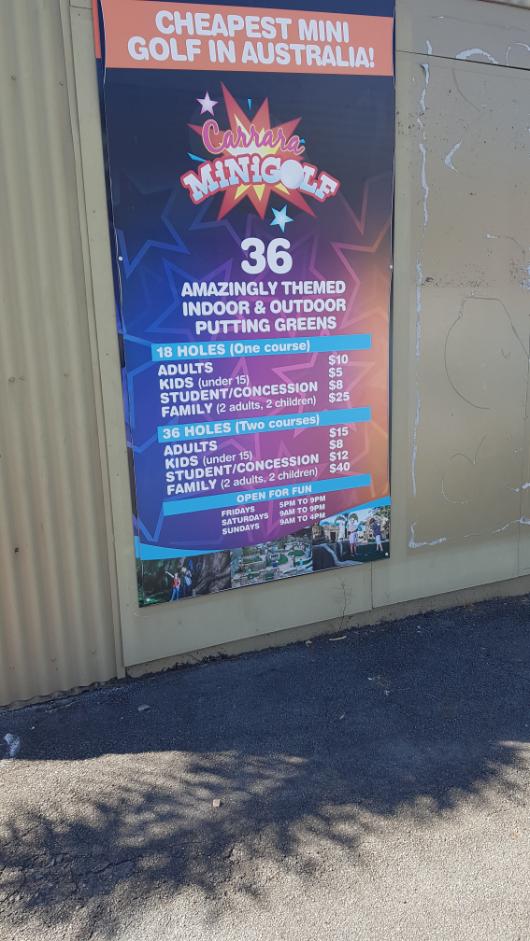 CHEAPEST MINI
GOLF IN AUSTRALIA!
Carrara
MINIGOLF
36
AMAZINGLY THEMED
INDOOR & OUTDOOR
PUTTING GREENS
18 HOLES (One course)
ADULTS $10
KIDS (under 15) $5
STUDENT/CONCESSION $8
FAMILY (2 adults, 2 children) $25
36 HOLES (Two courses)
ADULTS $15
KIDS (under 15) $8
STUDENT/CONCESSION $12
FAMILY (2 adults, 2 children) $40
OPEN FOR FUN
FRIDAYS 5PM TO 9PM
SATURDAYS 9AM TO 9PM
SUNDAYS 9AM TO 4PM